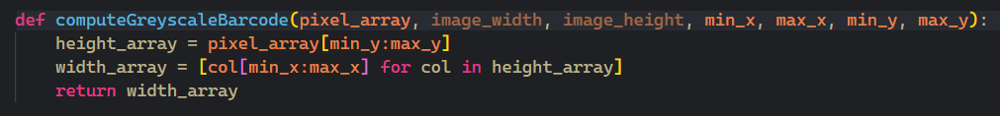 def computeGreyscaleBarcode(pixel_array, image_width, image_height, min_x, max_x, min_y, max_y):
    height_array = pixel_array[min_y:max_y]
    width_array = [col[min_x:max_x] for col in height_array]
    return width_array